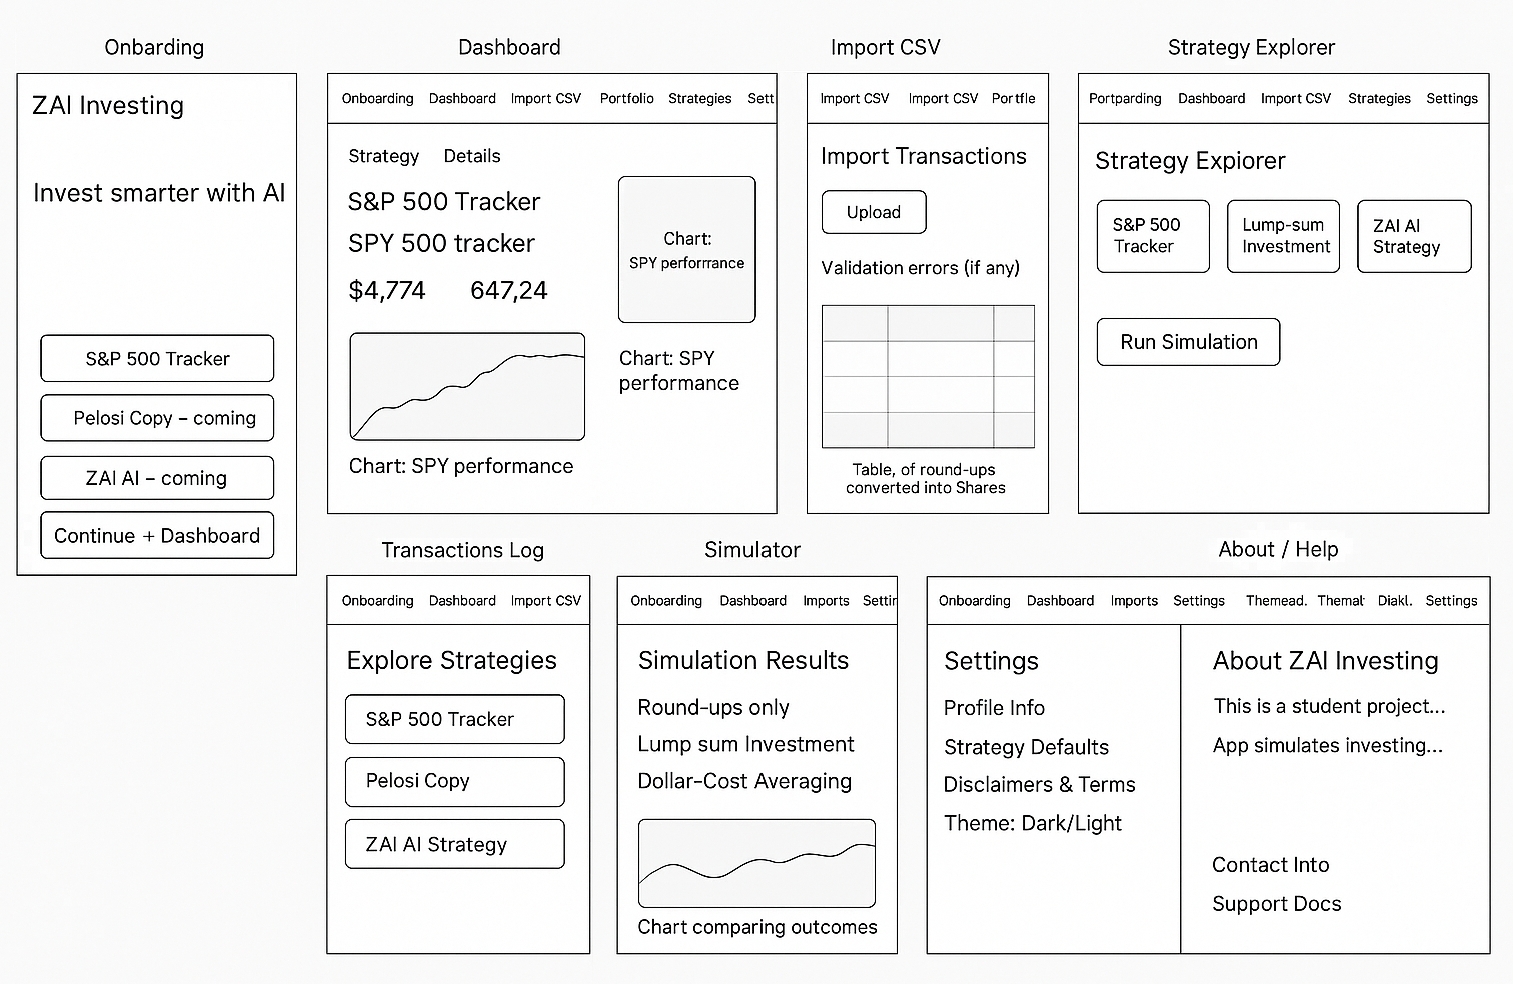 Onbarding
ZAI Investing
Invest smarter with AI
S&P 500 Tracker
Pelosi Copy – coming
ZAI AI – coming
Continue + Dashboard
Dashboard
Onboarding Dashboard Import CSV Portfolio Strategies Sett
Strategy Details
S&P 500 Tracker
SPY 500 tracker
$4,774 647,24
Chart: SPY performance
Chart:
SPY perforrrance
Chart: SPY
performance
Import CSV
Import CSV Import CSV Portfle
Import Transactions
Upload
Validation errors (if any)
Table, of round-ups
converted into Shares
Strategy Explorer
Portparding Dashboard Import CSV Strategies Settings
Strategy Expiorer
S&P 500
Tracker
Lump-sum
Investment
ZAI AI
Strategy
Run Simulation
Transactions Log
Onboarding Dashboard Import CSV
Explore Strategies
S&P 500 Tracker
Pelosi Copy
ZAI AI Strategy
Simulator
Onboarding Dashboard Imports Settir
Simulation Results
Round-ups only
Lump sum Investment
Dollar-Cost Averaging
Chart comparing outcomes
About / Help
Onboarding Dashboard Imports Settings Themead. Themat Diakl. Settings
Settings
Profile Info
Strategy Defaults
Disclaimers & Terms
Theme: Dark/Light
About ZAI Investing
This is a student project...
App simulates investing...
Contact Into
Support Docs